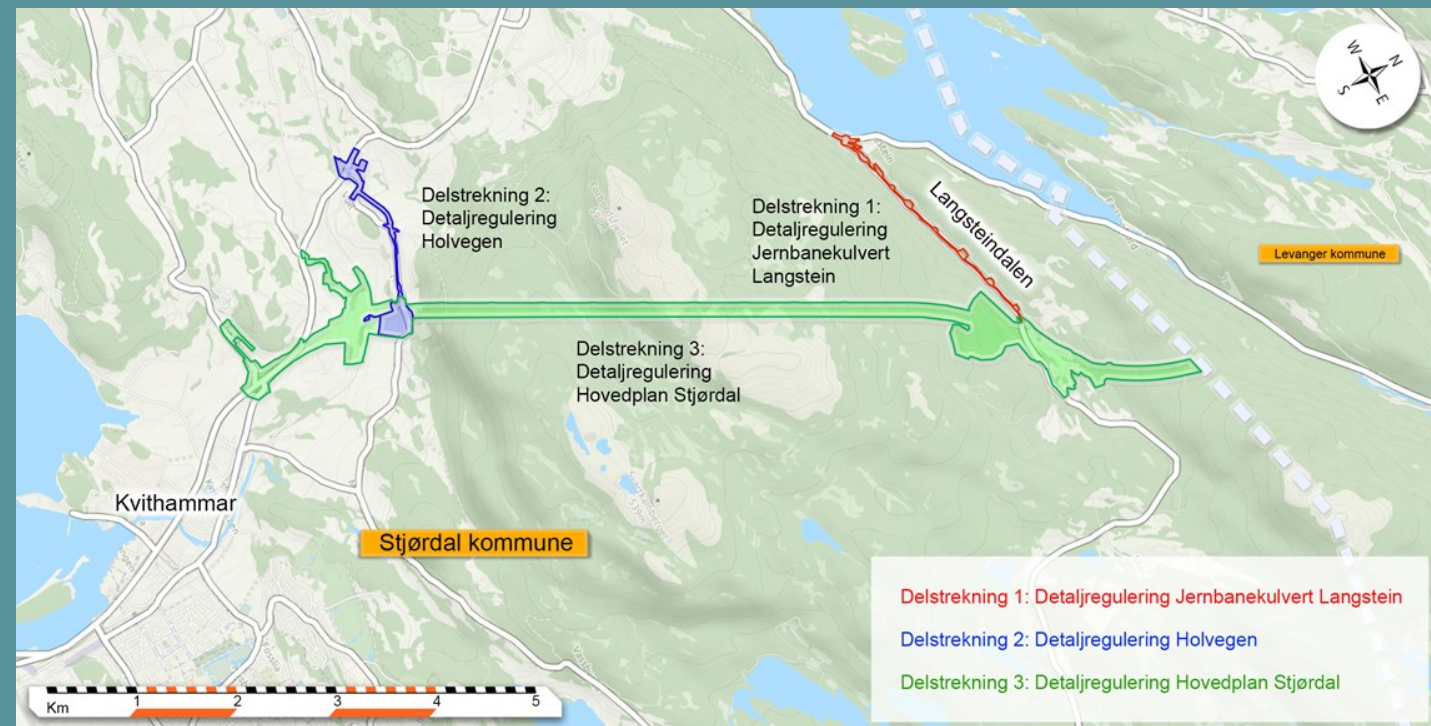 W
N
S
E
Levanger kommune
Langsteindalen
Delstrekning 2:
Detaljregulering
Holvegen
Delstrekning 1:
Detaljregulering
Jernbanekulvert
Langstein
Delstrekning 3:
Detaljregulering
Hovedplan Stjørdal
Kvithammar
Stjørdal kommune
Delstrekning 1: Detaljregulering Jernbanekulvert Langstein
Delstrekning 2: Detaljregulering Holvegen
Delstrekning 3: Detaljregulering Hovedplan Stjørdal
Km 1 2 3 4 5